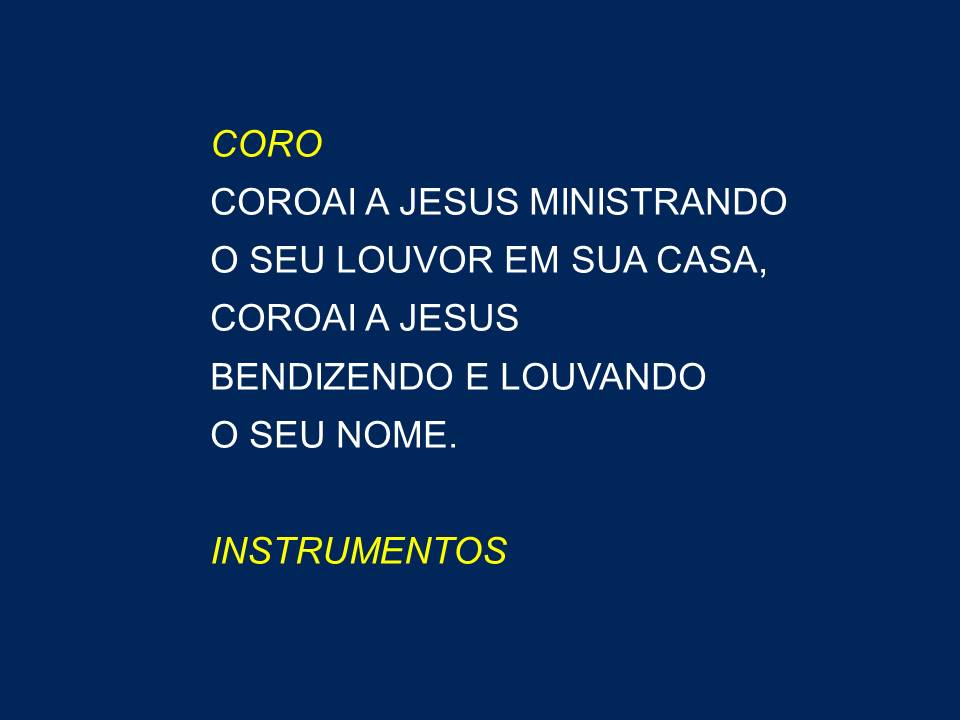 CORO
COROAI A JESUS MINISTRANDO
O SEU LOUVOR EM SUA CASA,
COROAI A JESUS
BENDIZENDO E LOUVANDO
O SEU NOME.
INSTRUMENTOS